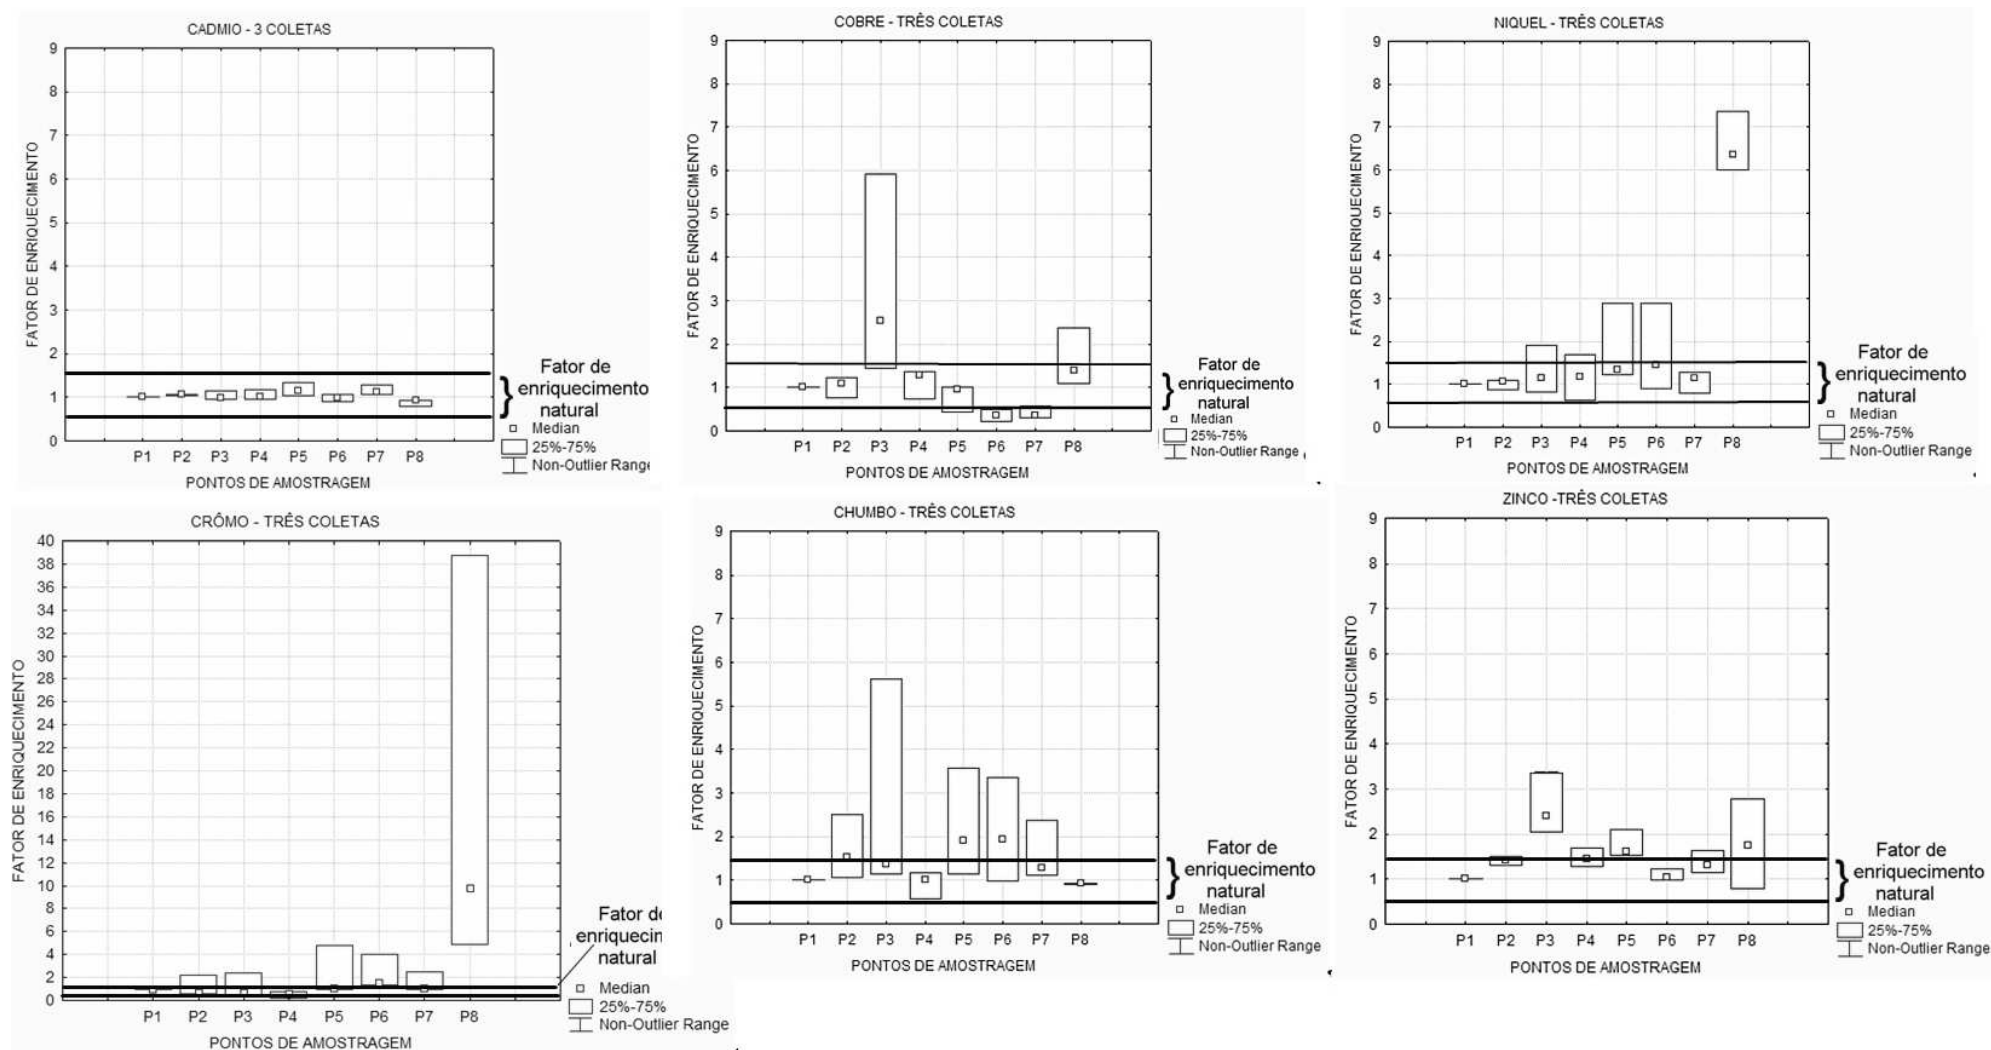 CADMIO - 3 COLETAS
FATOR DE ENRIQUECIMENTO
9
8
7
6
5
4
3
2
1
0
P1 P2 P3 P4 P5 P6 P7 P8
PONTOS DE AMOSTRAGEM
Fator de
enriquecimento
natural
Median
25%-75%
Non-Outlier Range
COBRE - TRÊS COLETAS
FATOR DE ENRIQUECIMENTO
9
8
7
6
5
4
3
2
1
0
P1 P2 P3 P4 P5 P6 P7 P8
PONTOS DE AMOSTRAGEM
Fator de
enriquecimento
natural
Median
25%-75%
Non-Outlier Range
NIQUEL - TRÊS COLETAS
FATOR DE ENRIQUECIMENTO
9
8
7
6
5
4
3
2
1
0
P1 P2 P3 P4 P5 P6 P7 P8
PONTOS DE AMOSTRAGEM
Fator de
enriquecimento
natural
Median
25%-75%
Non-Outlier Range
CRÔMO - TRÊS COLETAS
FATOR DE ENRIQUECIMENTO
40
38
36
34
32
30
28
26
24
22
20
18
16
14
12
10
8
6
4
2
0
P1 P2 P3 P4 P5 P6 P7 P8
PONTOS DE AMOSTRAGEM
Fator de
enriquecin
natural
Median
25%-75%
Non-Outlier Range
CHUMBO - TRÊS COLETAS
FATOR DE ENRIQUECIMENTO
9
8
7
6
5
4
3
2
1
0
P1 P2 P3 P4 P5 P6 P7 P8
PONTOS DE AMOSTRAGEM
Fator de
enriquecimento
natural
Median
25%-75%
Non-Outlier Range
ZINCO -TRÊS COLETAS
FATOR DE ENRIQUECIMENTO
9
8
7
6
5
4
3
2
1
0
P1 P2 P3 P4 P5 P6 P7 P8
PONTOS DE AMOSTRAGEM
Fator de
enriquecimento
natural
Median
25%-75%
Non-Outlier Range